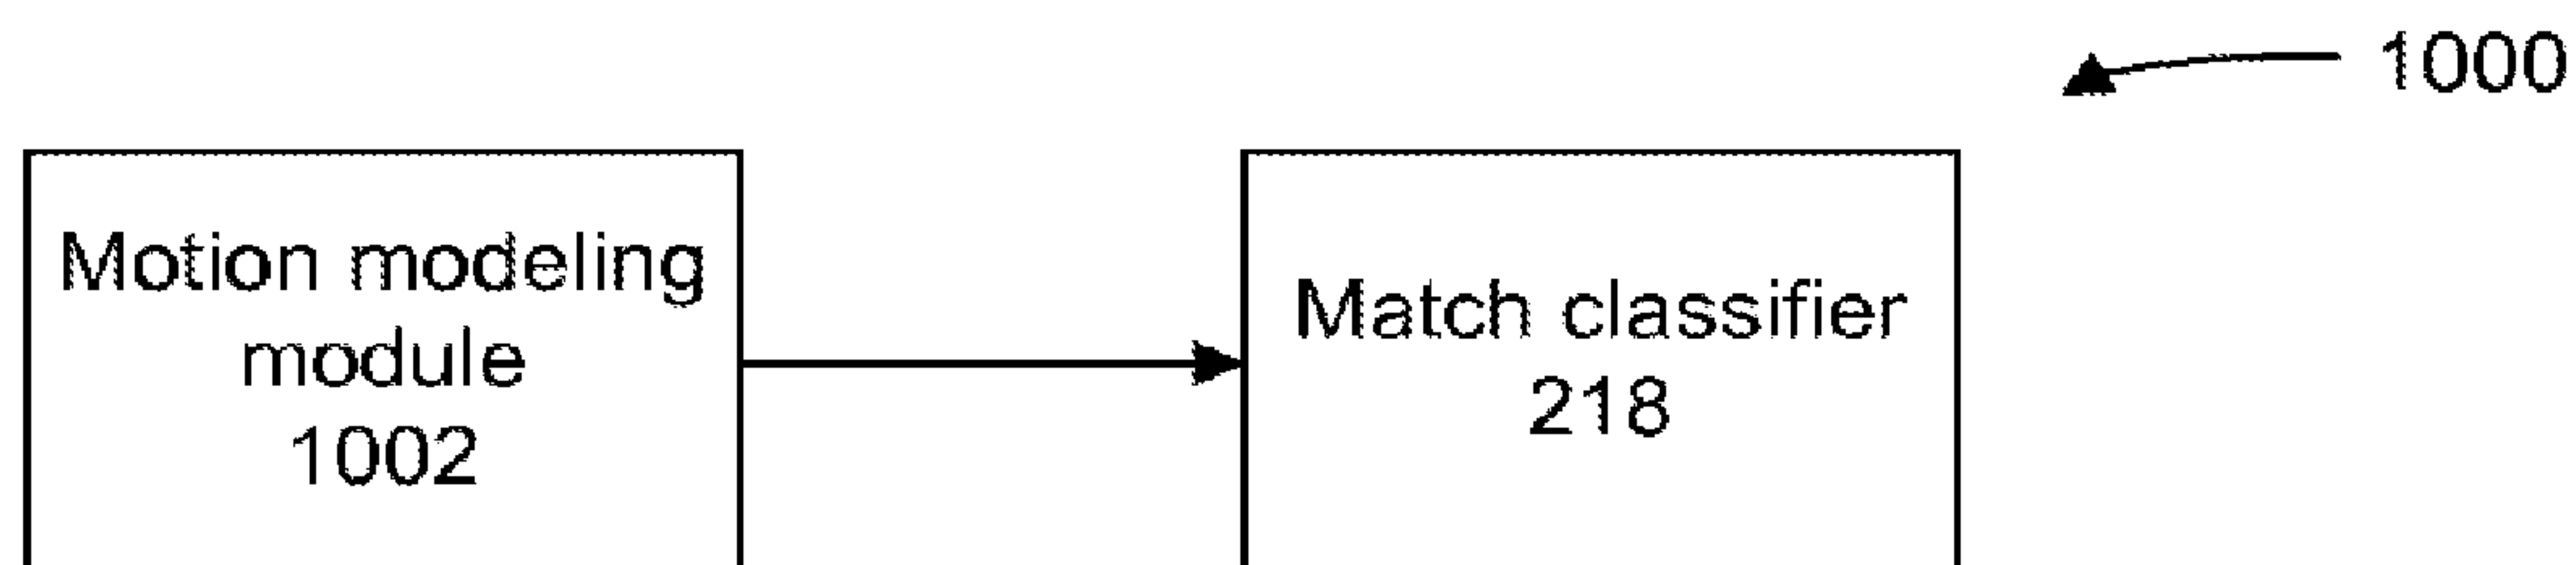 1000
Motion modeling
module
1002
Match classifier
218